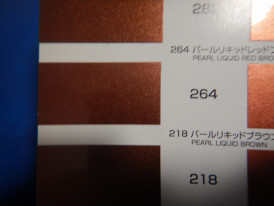 264 パールリキッドレッドブ
PEARL LIQUID RED BROW
264
218 パールリキッドブラウン
PEARL LIQUID BROWN
218